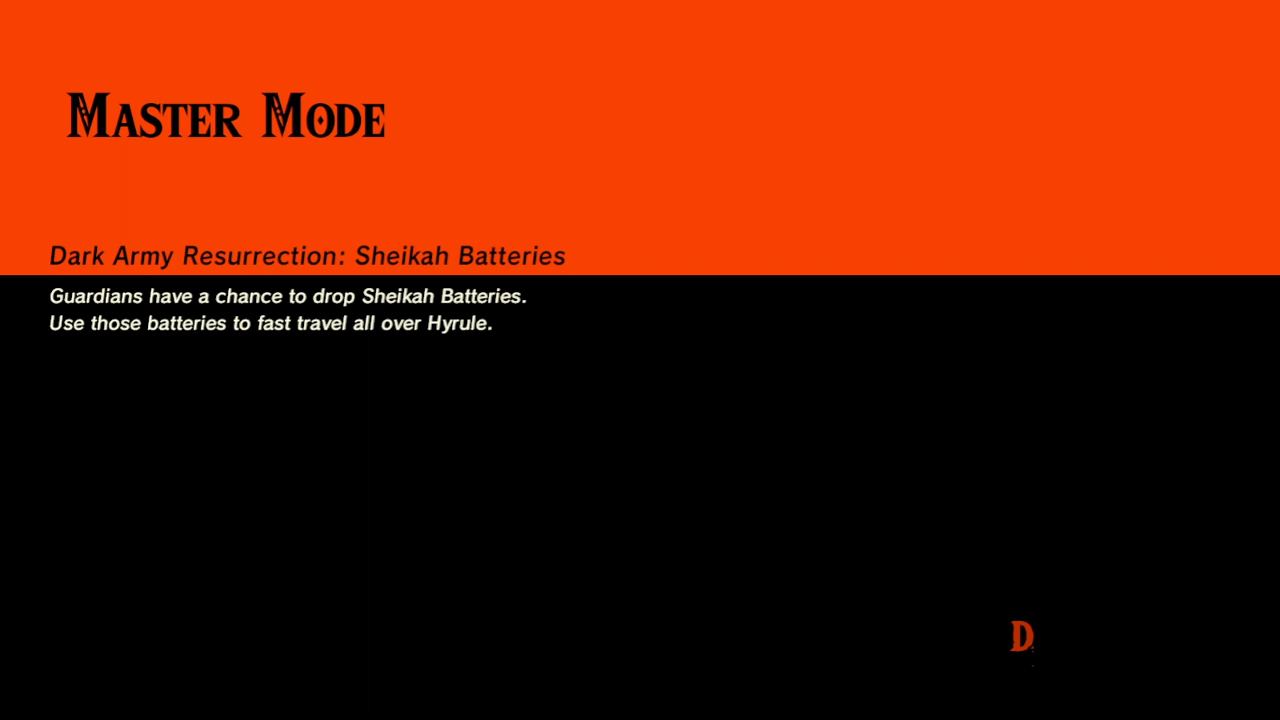 Master Mode
Dark Army Resurrection: Sheikah Batteries
Guardians have a chance to drop Sheikah Batteries.
Use those batteries to fast travel all over Hyrule.
D